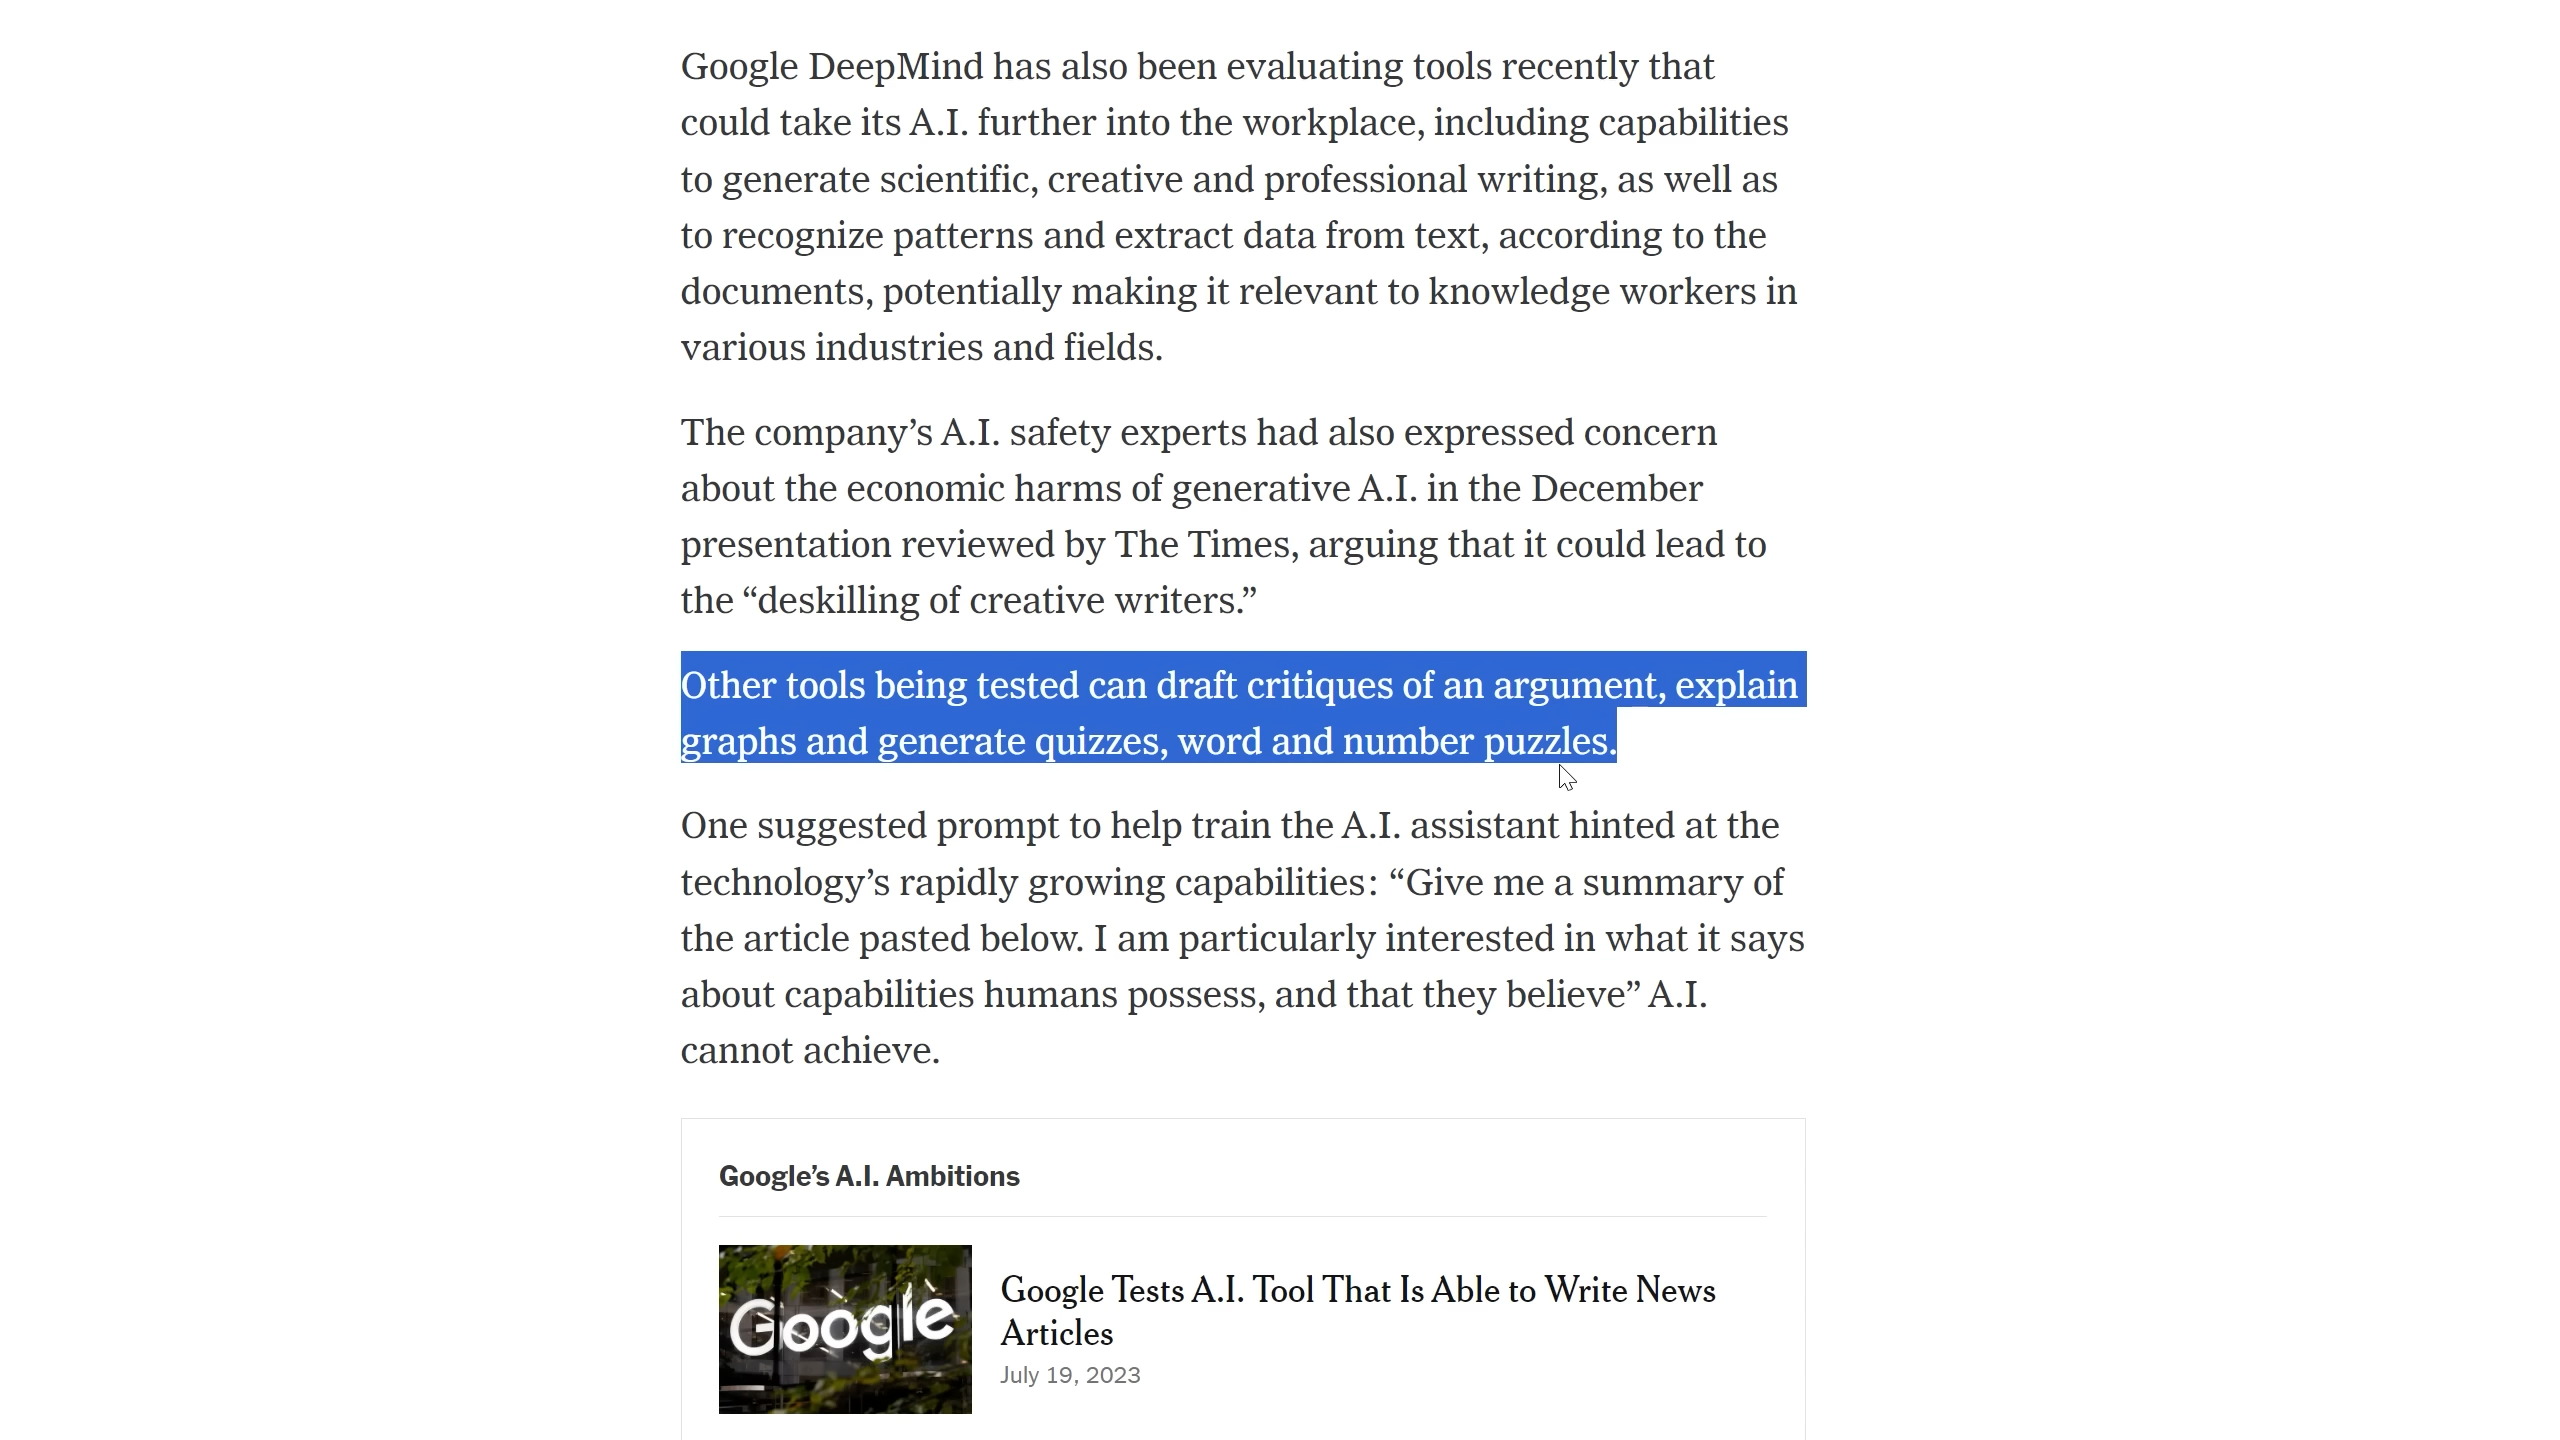 Google DeepMind has also been evaluating tools recently that
could take its A.I. further into the workplace, including capabilities
to generate scientific, creative and professional writing, as well as
to recognize patterns and extract data from text, according to the
documents, potentially making it relevant to knowledge workers in
various industries and fields.
The company’s A.I. safety experts had also expressed concern
about the economic harms of generative A.I. in the December
presentation reviewed by The Times, arguing that it could lead to
the “deskilling of creative writers.”
Other tools being tested can draft critiques of an argument, explain
graphs and generate quizzes, word and number puzzles.
One suggested prompt to help train the A.I. assistant hinted at the
technology’s rapidly growing capabilities: “Give me a summary of
the article pasted below. I am particularly interested in what it says
about capabilities humans possess, and that they believe” A.I.
cannot achieve.
Google’s A.I. Ambitions
Google
Google Tests A.I. Tool That Is Able to Write News
Articles
July 19, 2023